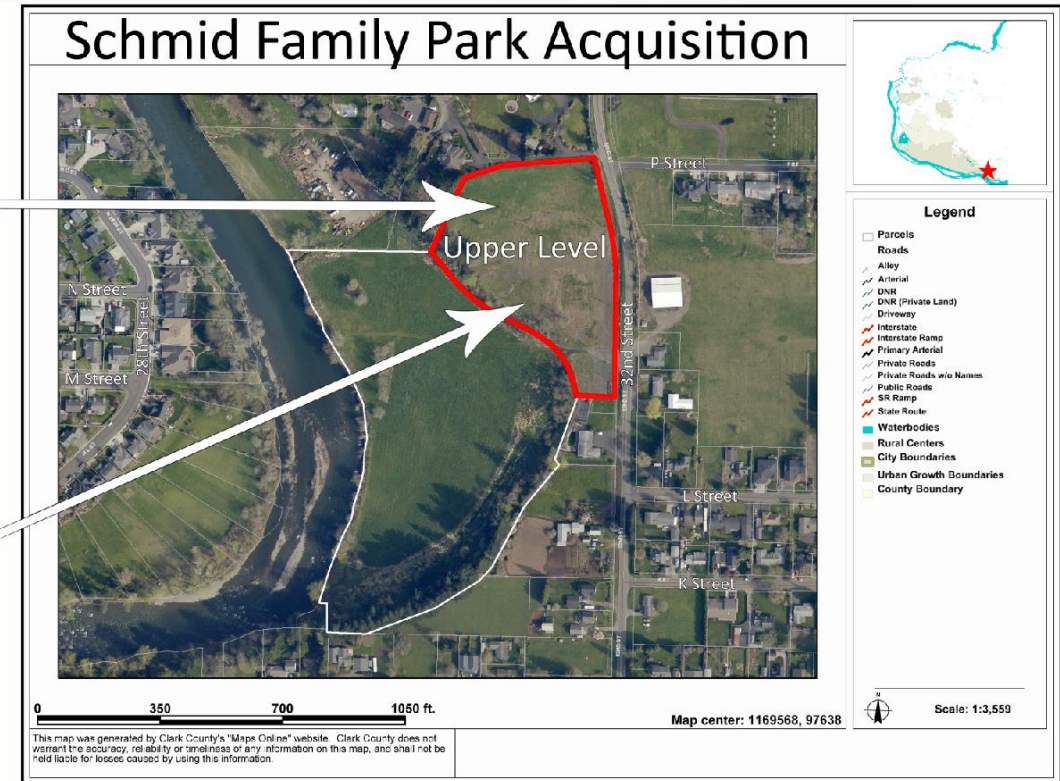 Schmid Family Park Acquisition
P Street
Upper Level
N Street
28th Street
M Street
32nd Street
L Street
K Street
Legend
Parcels
Roads
Alley
Arterial
DNR
DNR (Private Land)
Driveway
Interstate
Interstate Ramp
Primary Arterial
Private Roads
Private Roads w/o Names
Public Roads
SR Ramp
State Route
Waterbodies
Rural Centers
City Boundaries
Urban Growth Boundaries
County Boundary
0 350 700 1050 ft.
Map center: 1169568, 97638
N
Scale: 1:3,559
This map was generated by Clark County's "Maps Online" website. Clark County does not
warrant the accuracy, reliability or timeliness of any information on this map, and shall not be
held liable for losses caused by using this information.